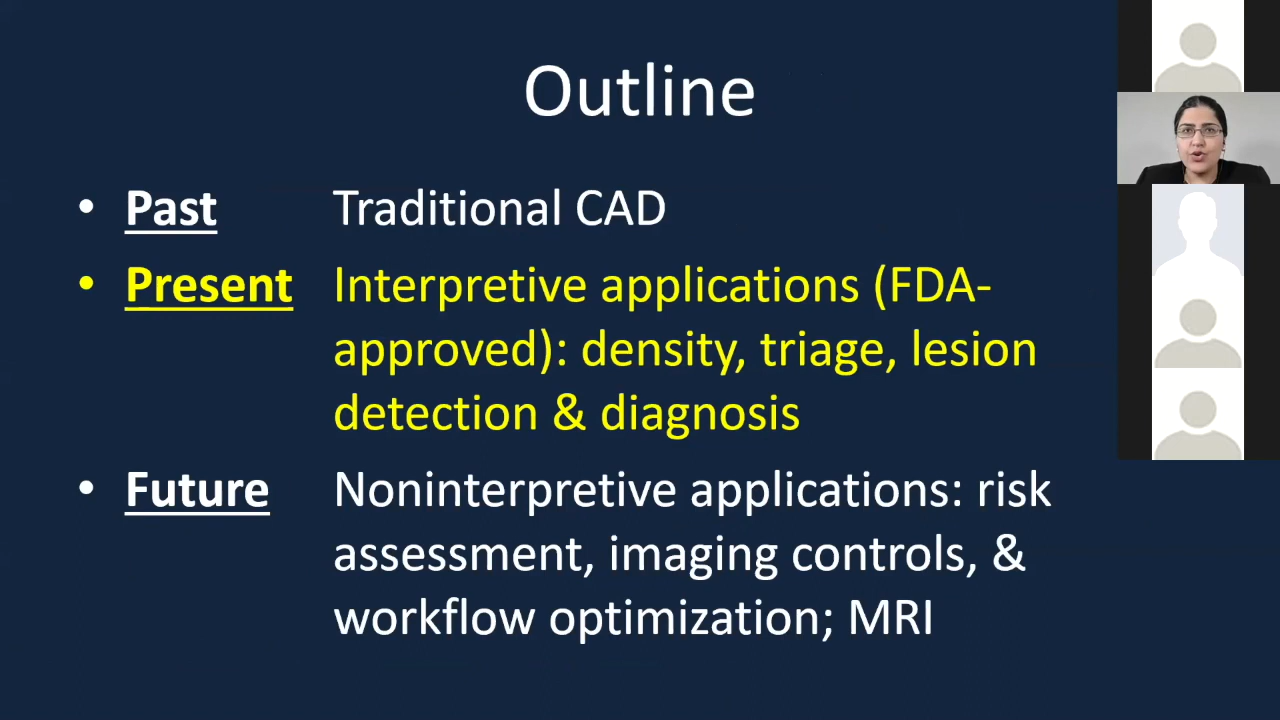 Outline
• Past Traditional CAD
• Present Interpretive applications (FDA-
approved): density, triage, lesion
detection & diagnosis
• Future Noninterpretive applications: risk
assessment, imaging controls, &
workflow optimization; MRI